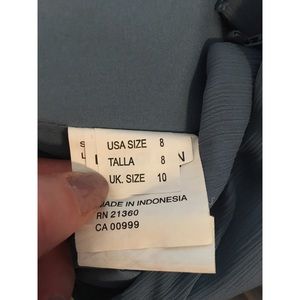 USA SIZE 8
TALLA 8
UK. SIZE 10
MADE IN INDONESIA
RN 21360
CA 00999